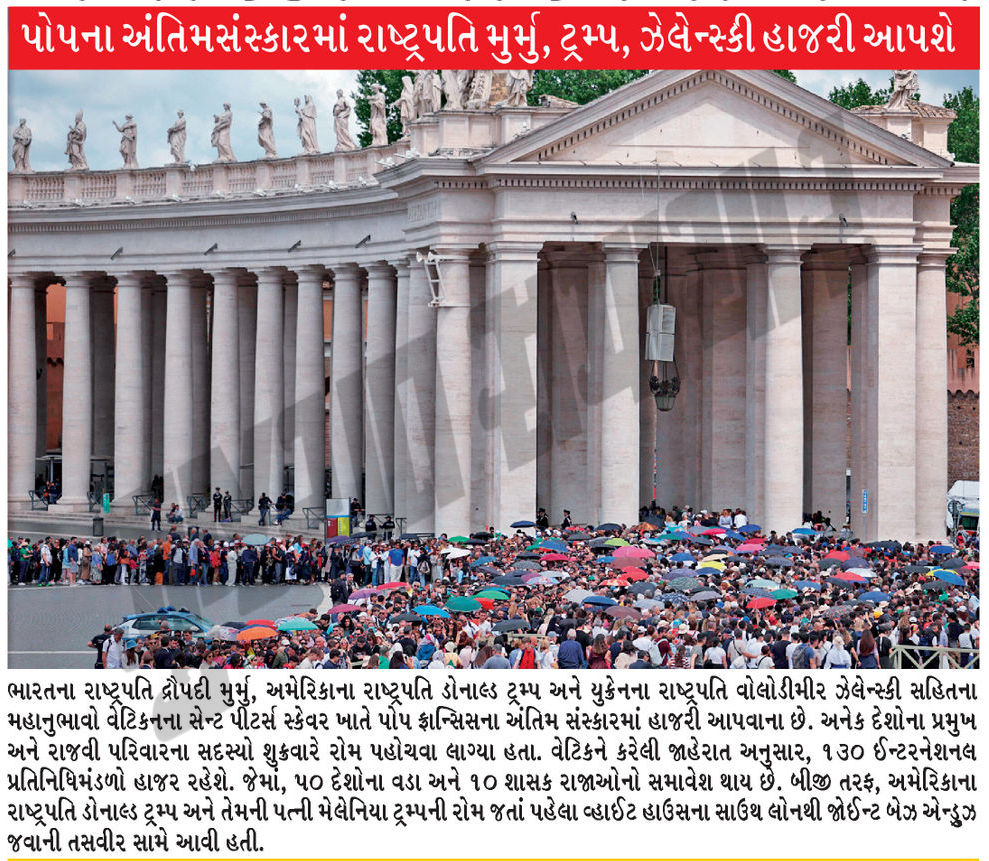 પોપના અંતિમસંસ્કારમાં રાષ્ટ્રપતિ મુર્મુ, ટ્રમ્પ, ઝેલેન્સ્કી હાજરી આપશે
ભારતના રાષ્ટ્રપતિ દ્રૌપદી મુર્મુ, અમેરિકાના રાષ્ટ્રપતિ ડોનાલ્ડ ટ્રમ્પ અને યુક્રેનના રાષ્ટ્રપતિ વોલોડીમીર ઝેલેન્સ્કી સહિતના
મહાનુભાવો વેટિકનના સેન્ટ પીટર્સ સ્કેવર ખાતે પોપ ફ્રાન્સિસના અંતિમ સંસ્કારમાં હાજરી આપવાના છે. અનેક દેશોના પ્રમુખ
અને રાજવી પરિવારના સદસ્યો શુક્રવારે રોમ પહોચવા લાગ્યા હતા. વેટિકને કરેલી જાહેરાત અનુસાર, ૧૩૦ ઈન્ટરનેશનલ
પ્રતિનિધિમંડળો હાજર રહેશે. જેમાં, ૫૦ દેશોના વડા અને ૧૦ શાસક રાજાઓનો સમાવેશ થાય છે. બીજી તરફ, અમેરિકાના
રાષ્ટ્રપતિ ડોનાલ્ડ ટ્રમ્પ અને તેમની પત્ની મેલેનિયા ટ્રમ્પની રોમ જતાં પહેલા વ્હાઈટ હાઉસના સાઉથ લોનથી જોઈન્ટ બેઝ એન્ડ્રુઝ
જવાની તસવીર સામે આવી હતી.